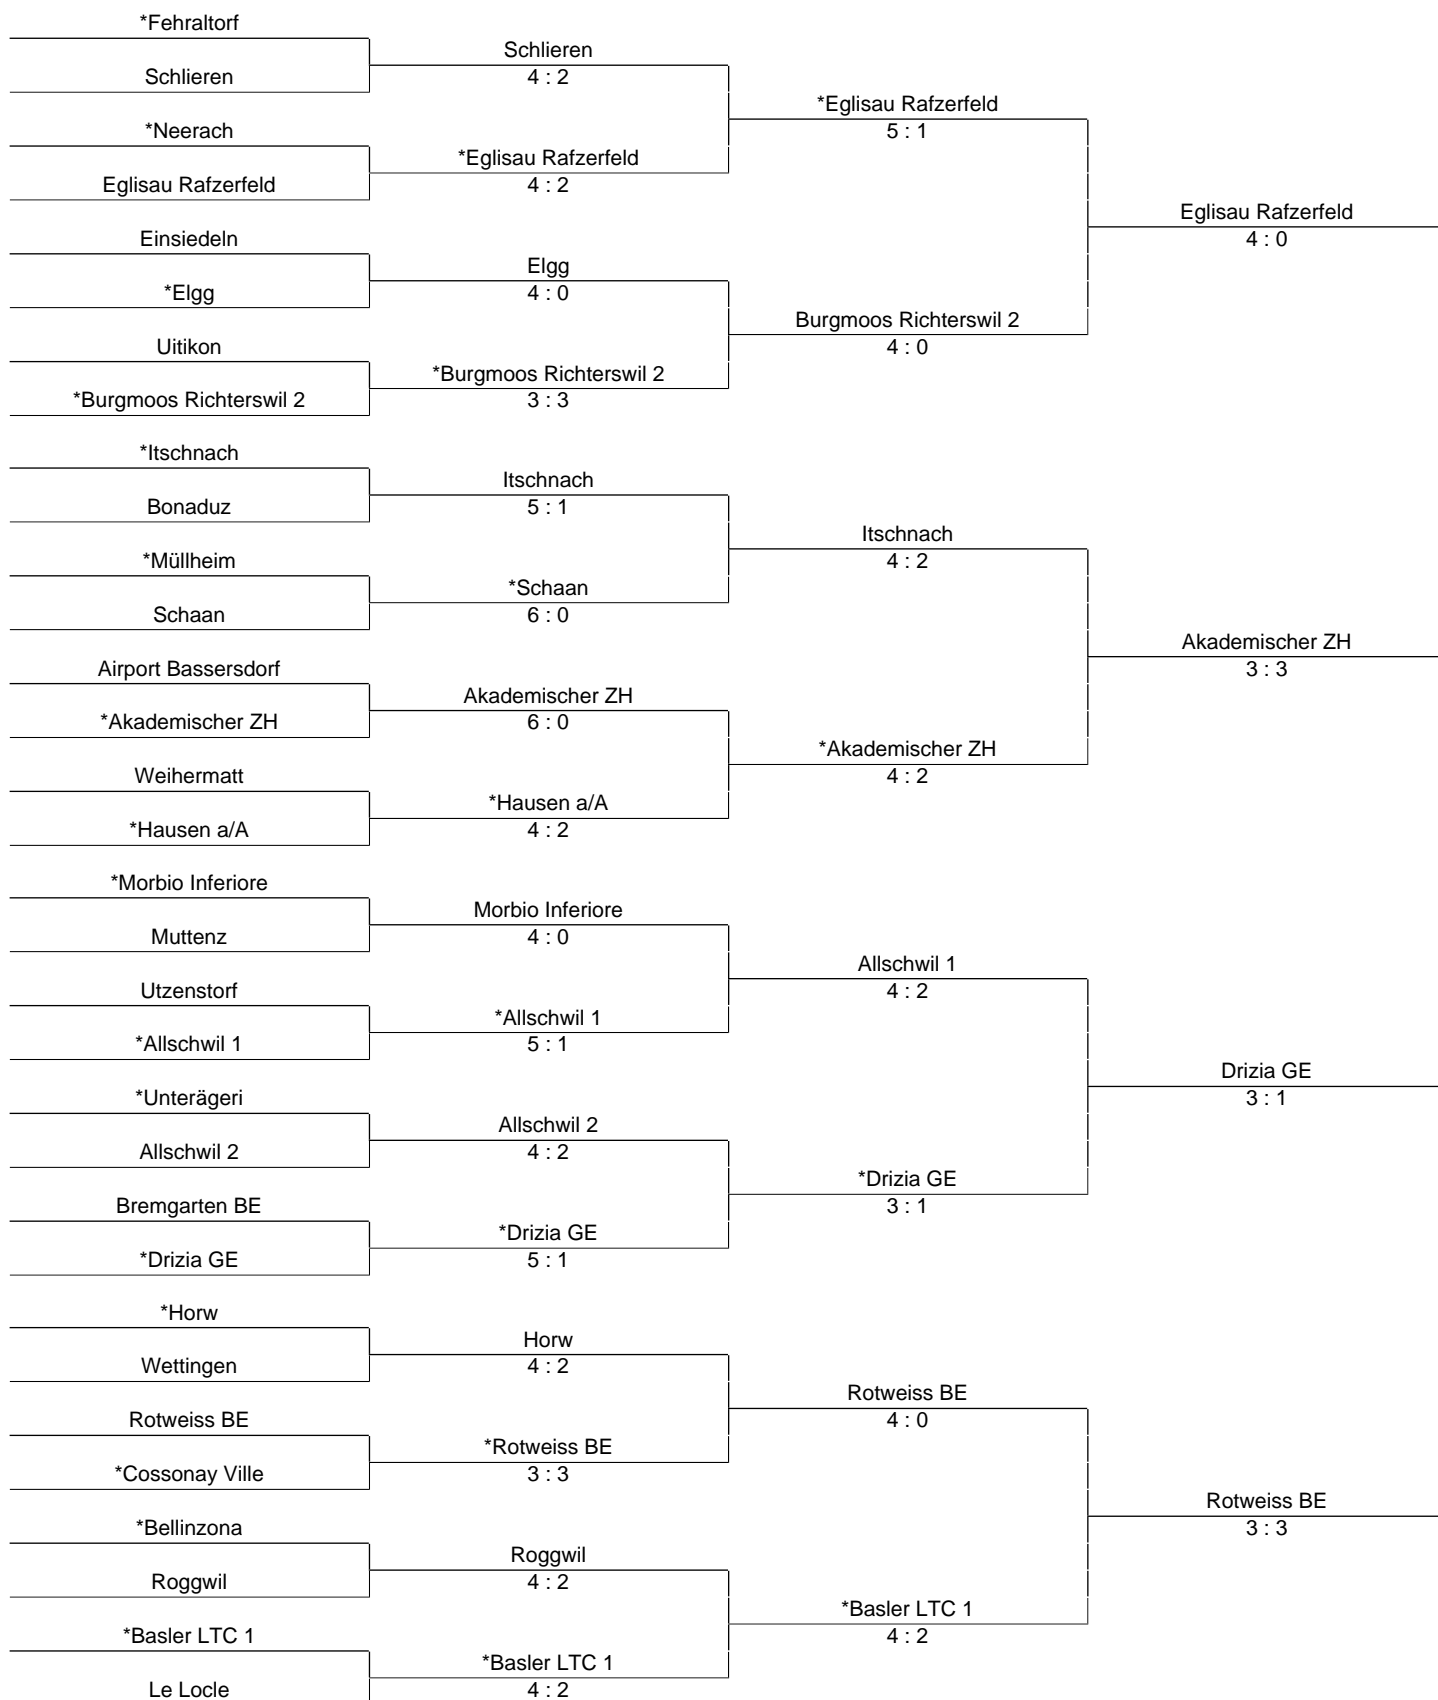 *Fehraltorf
Schlieren
Schlieren
4 : 2
*Eglisau Rafzerfeld
5 : 1
*Neerach
*Eglisau Rafzerfeld
Eglisau Rafzerfeld
4 : 2
Eglisau Rafzerfeld
4 : 0
Einsiedeln
Elgg
*Elgg
4 : 0
Burgmoos Richterswil 2
4 : 0
Uitikon
*Burgmoos Richterswil 2
*Burgmoos Richterswil 2
3 : 3
*Itschnach
Itschnach
Bonaduz
5 : 1
Itschnach
4 : 2
*Müllheim
*Schaan
Schaan
6 : 0
Akademischer ZH
3 : 3
Airport Bassersdorf
Akademischer ZH
*Akademischer ZH
6 : 0
*Akademischer ZH
4 : 2
Weihermatt
*Hausen a/A
*Hausen a/A
4 : 2
*Morbio Inferiore
Morbio Inferiore
Muttenz
4 : 0
Allschwil 1
4 : 2
Utzenstorf
*Allschwil 1
*Allschwil 1
5 : 1
Drizia GE
3 : 1
*Unterägeri
Allschwil 2
Allschwil 2
4 : 2
*Drizia GE
3 : 1
Bremgarten BE
*Drizia GE
*Drizia GE
5 : 1
*Horw
Horw
Wettingen
4 : 2
Rotweiss BE
4 : 0
Rotweiss BE
*Rotweiss BE
*Cossonay Ville
3 : 3
Rotweiss BE
3 : 3
*Bellinzona
Roggwil
Roggwil
4 : 2
*Basler LTC 1
4 : 2
*Basler LTC 1
*Basler LTC 1
Le Locle
4 : 2